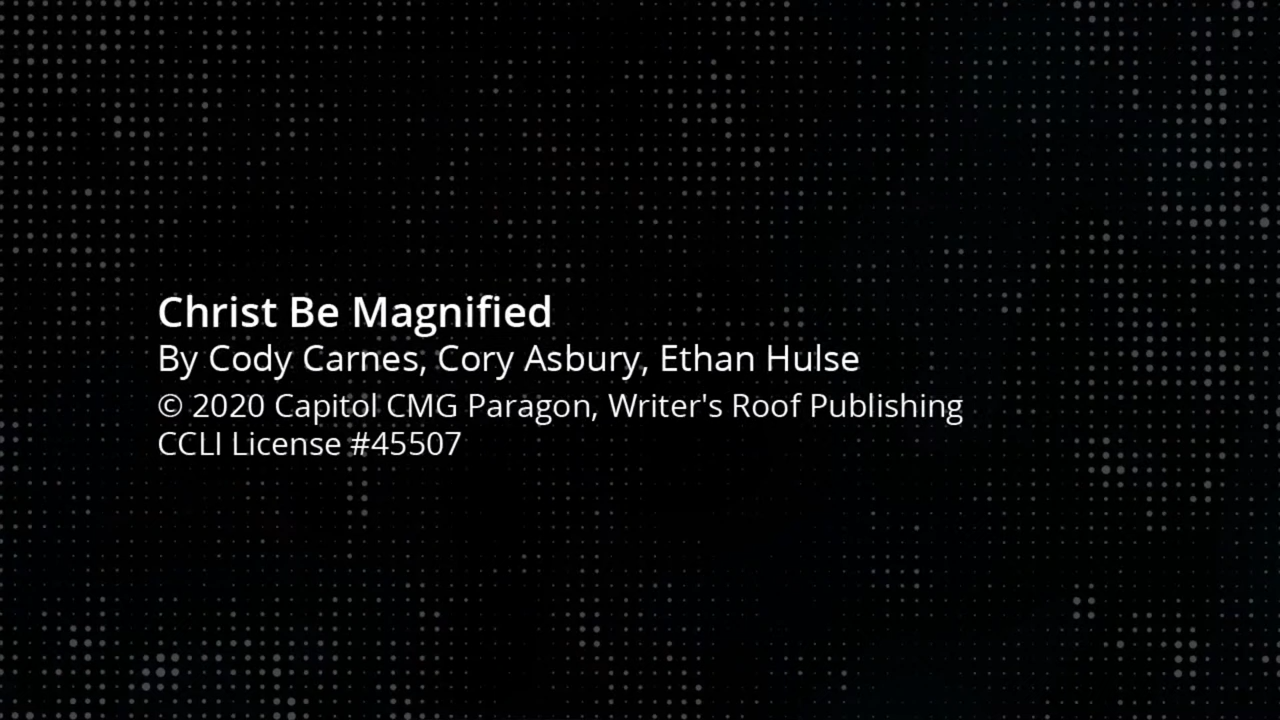 Christ Be Magnified
By Cody Carnes, Cory Asbury, Ethan Hulse
© 2020 Capitol CMG Paragon, Writer's Roof Publishing
CCLI License #45507